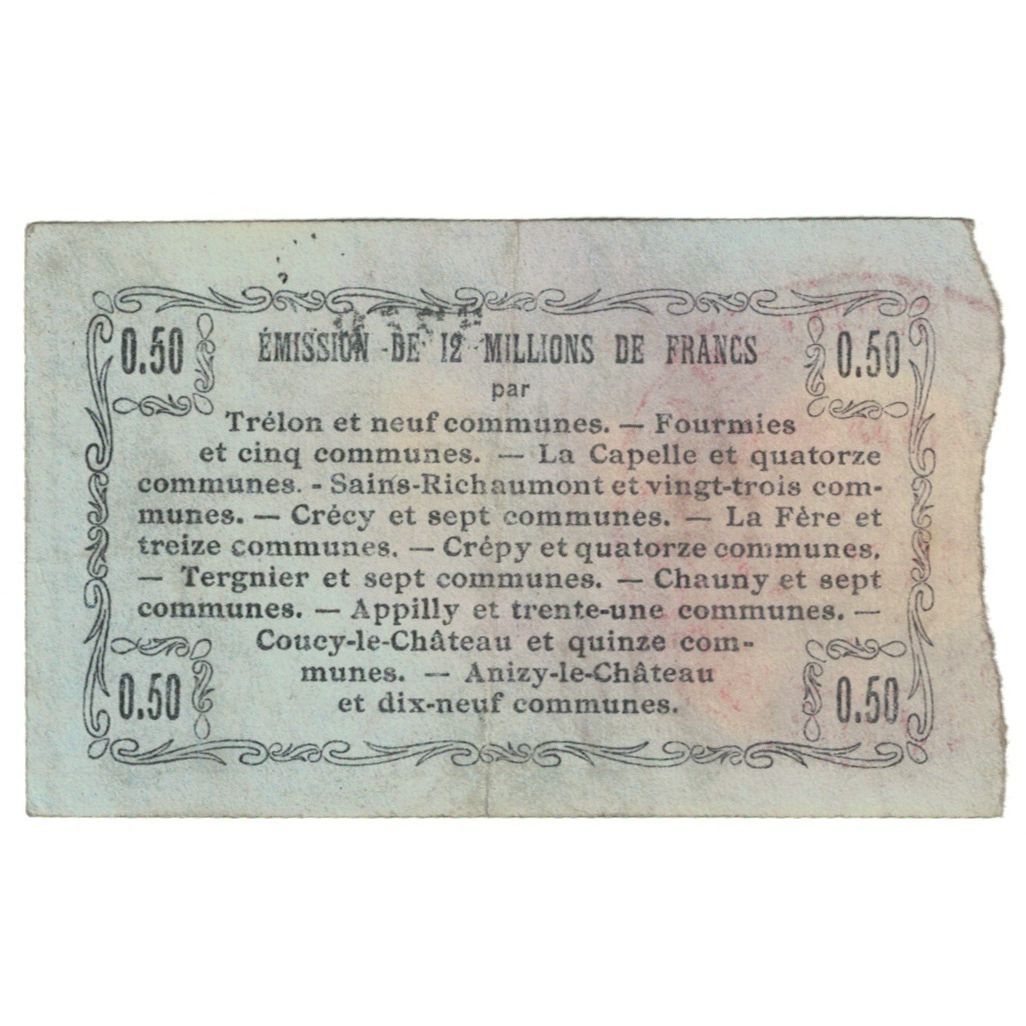 0.50 ÉMISSION DE 12 MILLIONS DE FRANCS 0.50
par
Trélon et neuf communes. — Fourmies
et cinq communes. — La Capelle et quatorze
communes. - Sains-Richaumont et vingt-trois com-
munes. — Crécy et sept communes. — La Fère et
treize communes. — Crépy et quatorze communes.
— Tergnier et sept communes. — Chauny et sept
communes. — Appilly et trente-une communes. —
Coucy-le-Château et quinze com-
munes. — Anizy-le-Château
0.50 et dix-neuf communes. 0.50